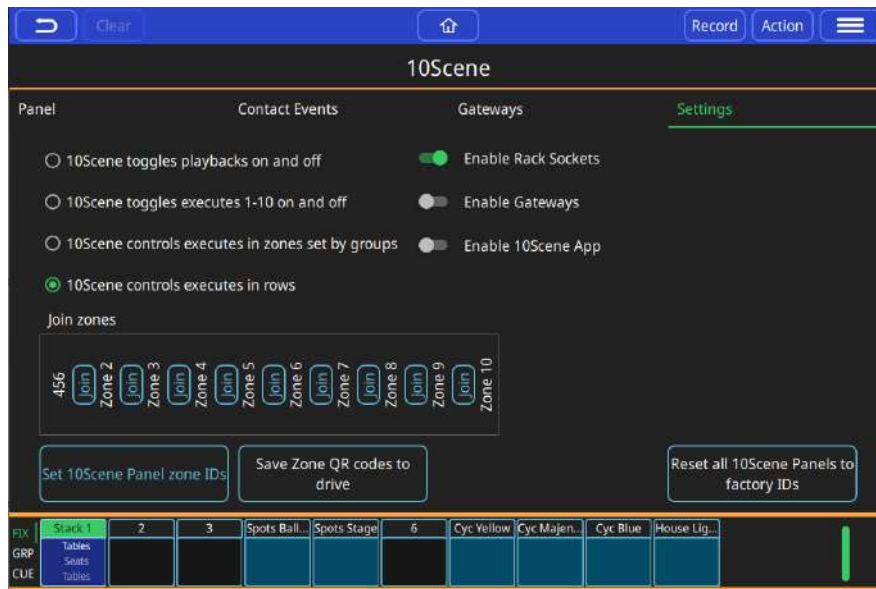 Clear
Record
Action
10Scene
Panel
Contact Events
Gateways
Settings
10Scene toggles playbacks on and off
Enable Rack Sockets
10Scene toggles executes 1-10 on and off
Enable Gateways
10Scene controls executes in zones set by groups
Enable 10Scene App
10Scene controls executes in rows
Join zones
456
Join
Zone 2
Join
Zone 3
Join
Zone 4
Join
Zone 5
Join
Zone 6
Join
Zone 7
Join
Zone 8
Join
Zone 9
Join
Zone 10
Set 10Scene Panel zone IDs
Save Zone QR codes to
drive
Reset all 10Scene Panels to
factory IDs
FIX
GRP
CUE
Stack 1
Tables
Seats
Tables
2
3
Spots Ball...
Spots Stage
6
Cyc Yellow
Cyc Majen...
Cyc Blue
House Lig...